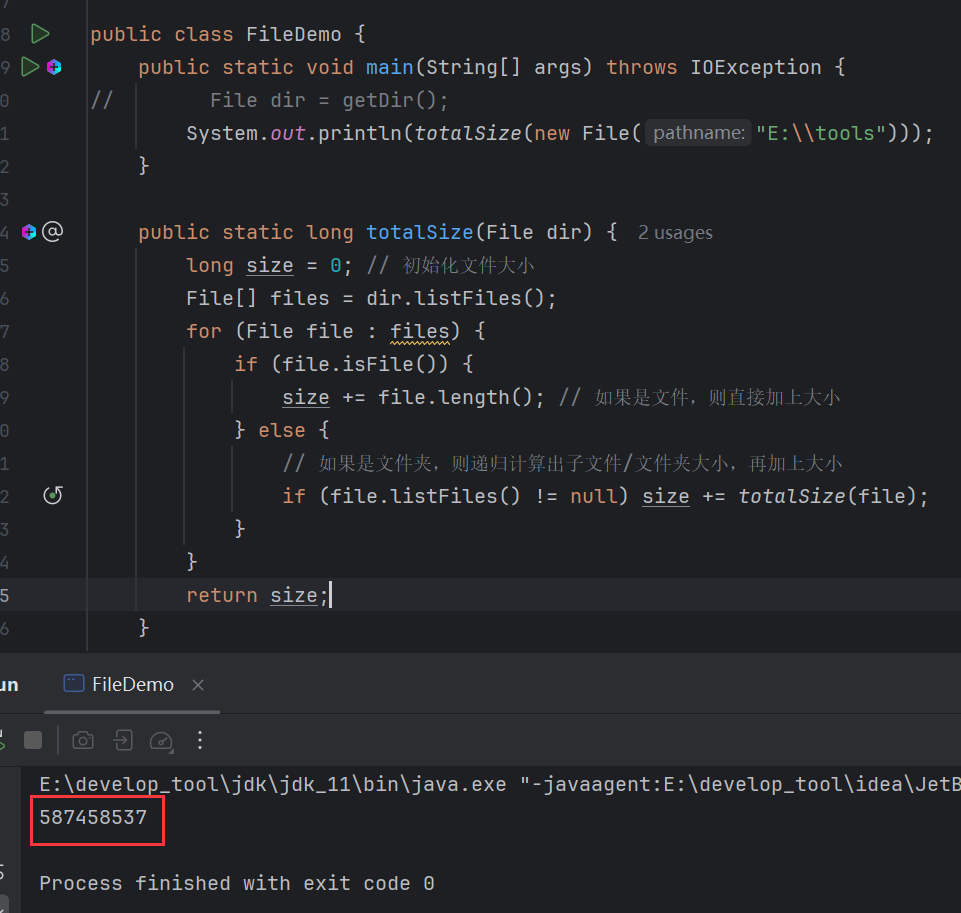 8 public class FileDemo {
9 public static void main(String[] args) throws IOException {
0 // File dir = getDir();
1 System.out.println(totalSize(new File( pathname: "E:\\tools")));
2 }
3
4 @ public static long totalSize(File dir) { 2 usages
5 long size = 0; // 初始化文件大小
6 File[] files = dir.listFiles();
7 for (File file : files) {
8 if (file.isFile()) {
9 size += file.length(); // 如果是文件，则直接加上大小
0 } else {
1 // 如果是文件夹，则递归计算出子文件/文件夹大小，再加上大小
2 if (file.listFiles() != null) size += totalSize(file);
3 }
4 }
5 return size;
6 }
un FileDemo ×
E:\develop_tool\jdk\jdk_11\bin\java.exe "-javaagent:E:\develop_tool\idea\JetB
587458537
Process finished with exit code 0